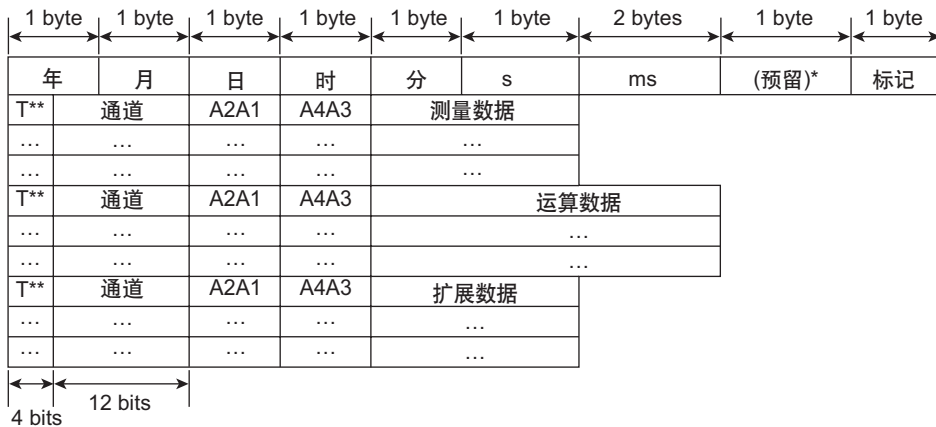 1 byte 1 byte 1 byte 1 byte 1 byte 1 byte 2 bytes 1 byte 1 byte
年 月 日 时 分 s ms (预留)* 标记
T** 通道 A2A1 A4A3 测量数据
… … … … …
… … … … …
T** 通道 A2A1 A4A3 运算数据
… … … … …
… … … … …
T** 通道 A2A1 A4A3 扩展数据
… … … … …
… … … … …
12 bits
4 bits